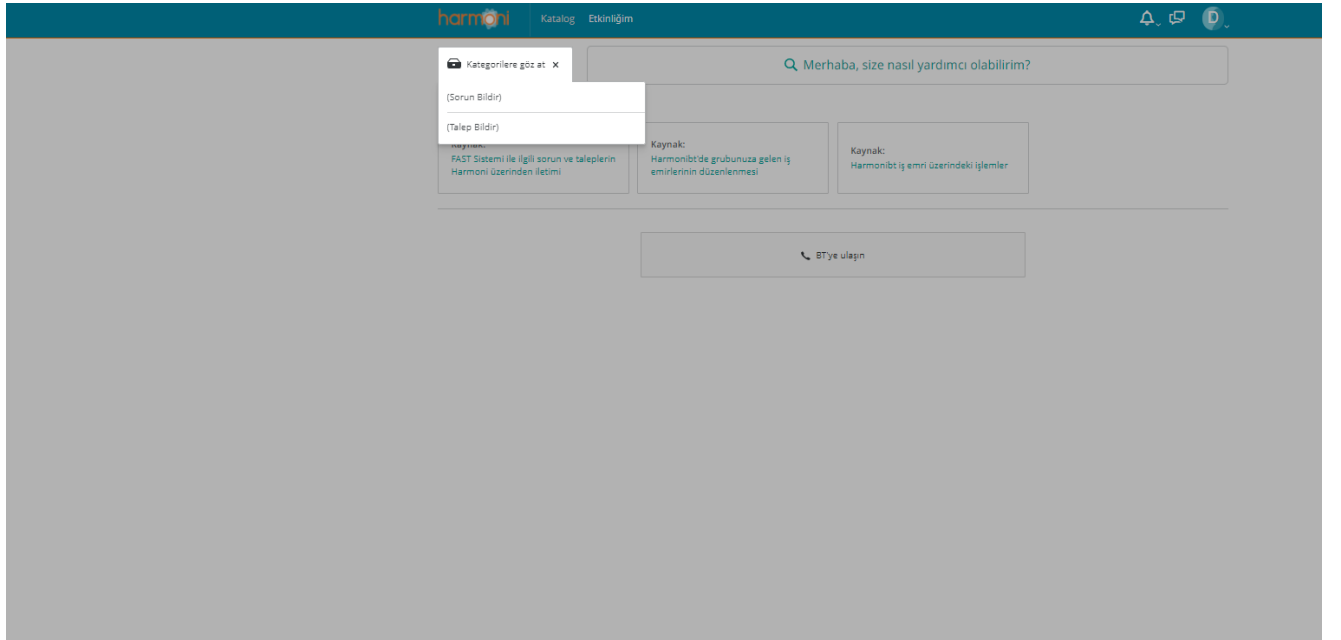 harmoni
Katalog Etkinliğim
D
Kategorilere göz at x
Merhaba, size nasıl yardımcı olabilirim?
(Sorun Bildir)
(Talep Bildir)
Kaynak:
FAST Sistemi ile ilgili sorun ve taleplerin
Harmoni üzerinden iletimi
Kaynak:
Harmonibt'de grubunuza gelen iş
emirlerinin düzenlenmesi
Kaynak:
Harmonibt iş emri üzerindeki işlemler
BT'ye ulaşın